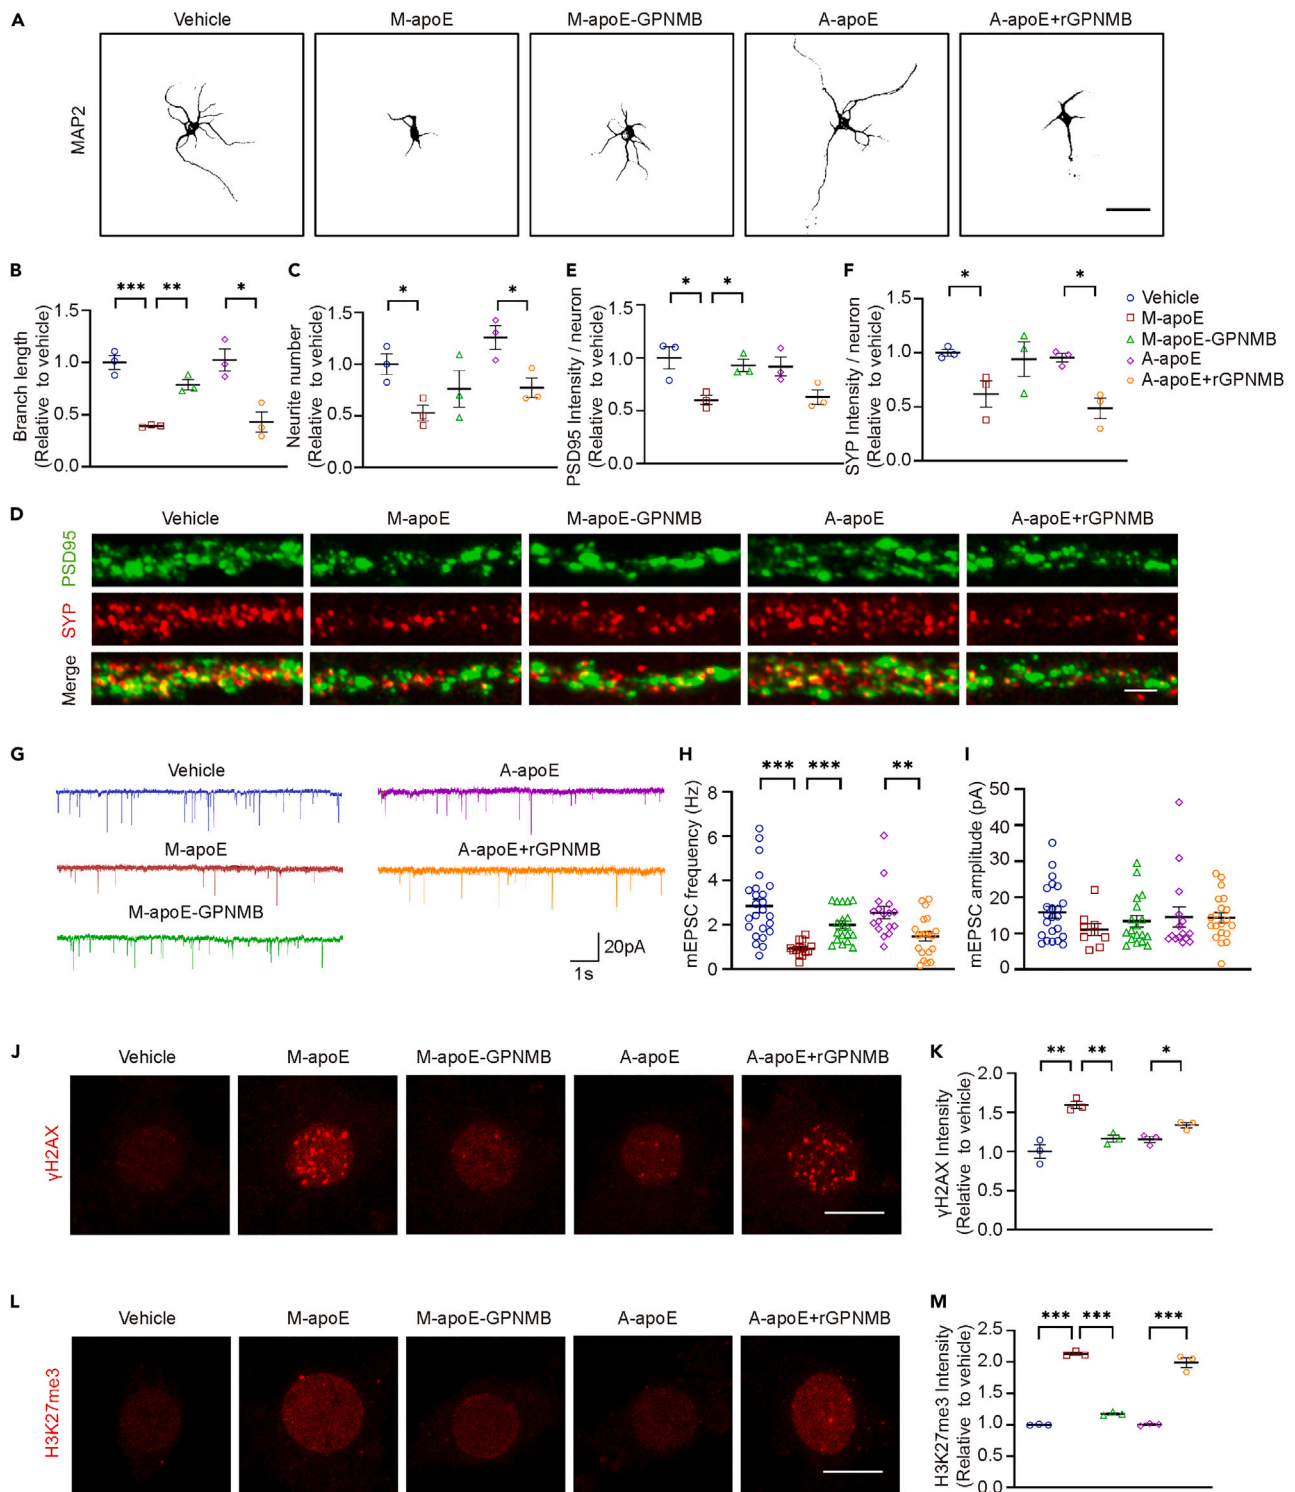 A
Vehicle
M-apoE
M-apoE-GPNMB
A-apoE
A-apoE+rGPNMB
MAP2
B
*** ** *
Branch length
(Relative to vehicle)
1.5
1.0
0.5
0.0
C
* *
Neurite number
(Relative to vehicle)
1.5
1.0
0.5
0.0
E
* *
PSD95 Intensity / neuron
(Relative to vehicle)
1.5
1.0
0.5
0.0
F
* *
SYP Intensity / neuron
(Relative to vehicle)
1.5
1.0
0.5
0.0
Vehicle
M-apoE
M-apoE-GPNMB
A-apoE
A-apoE+rGPNMB
D
Vehicle
M-apoE
M-apoE-GPNMB
A-apoE
A-apoE+rGPNMB
PSD95
SYP
Merge
G
Vehicle
A-apoE
M-apoE
A-apoE+rGPNMB
M-apoE-GPNMB
20pA
1s
H
*** *** **
mEPSC frequency (Hz)
8
6
4
2
0
I
mEPSC amplitude (pA)
50
40
30
20
10
0
J
Vehicle
M-apoE
M-apoE-GPNMB
A-apoE
A-apoE+rGPNMB
γH2AX
K
** ** *
γH2AX Intensity
(Relative to vehicle)
2.0
1.5
1.0
0.5
0.0
L
Vehicle
M-apoE
M-apoE-GPNMB
A-apoE
A-apoE+rGPNMB
H3K27me3
M
*** *** ***
H3K27me3 Intensity
(Relative to vehicle)
2.5
2.0
1.5
1.0
0.5
0.0